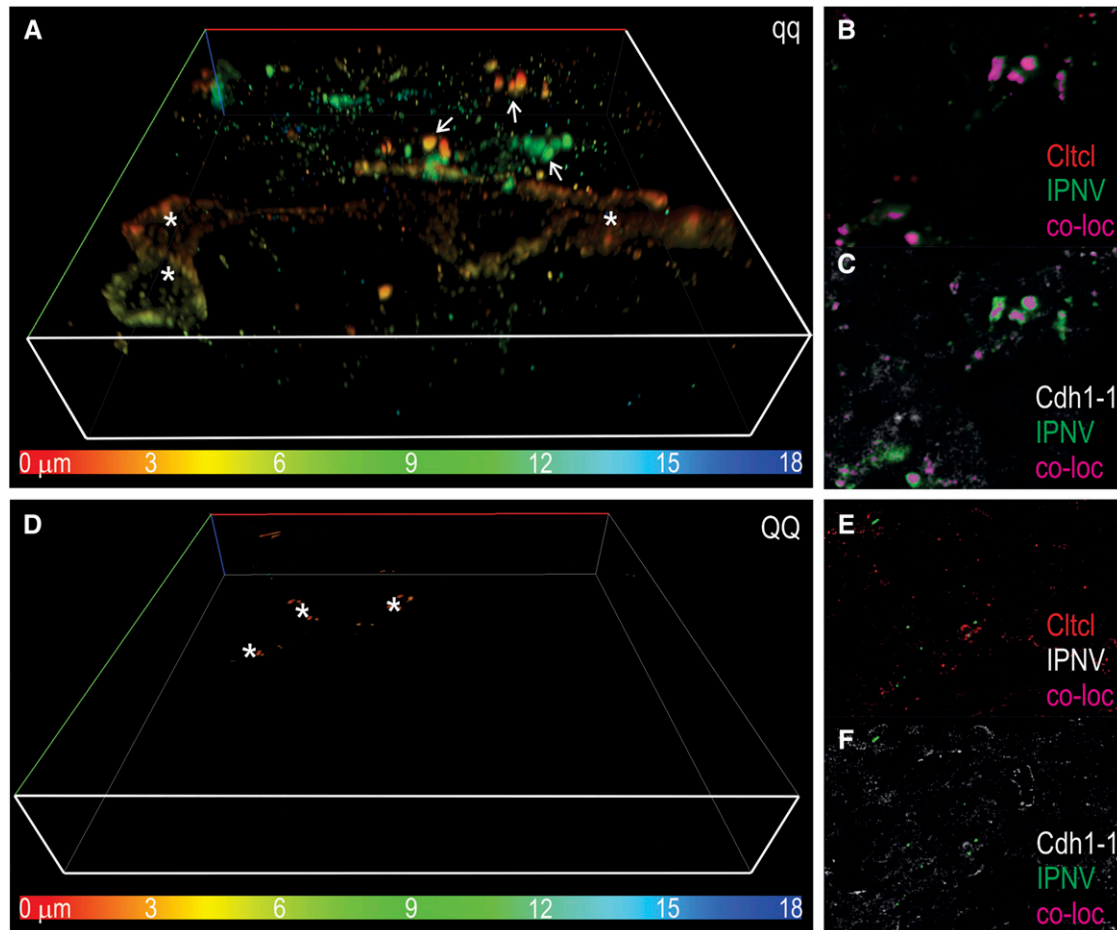 A
qq
*
*
*
0 μm 3 6 9 12 15 18
B
Cltcl
IPNV
co-loc
C
Cdh1-1
IPNV
co-loc
D
QQ
*
*
*
0 μm 3 6 9 12 15 18
E
Cltcl
IPNV
co-loc
F
Cdh1-1
IPNV
co-loc